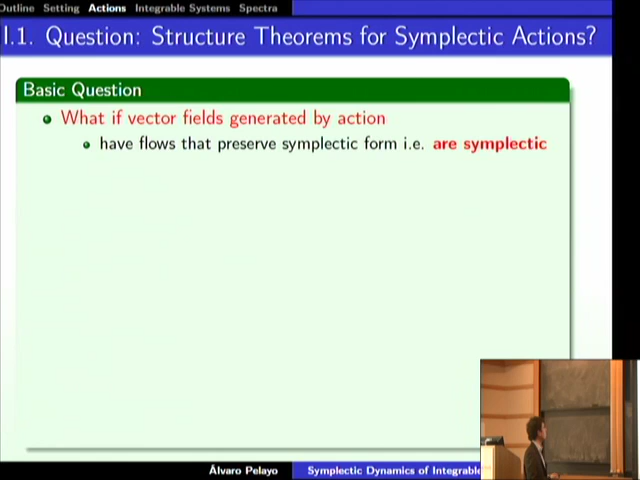 Outline Setting Actions Integrable Systems Spectra
I.1. Question: Structure Theorems for Symplectic Actions?
Basic Question
What if vector fields generated by action
have flows that preserve symplectic form i.e. are symplectic
Álvaro Pelayo Symplectic Dynamics of Integrable